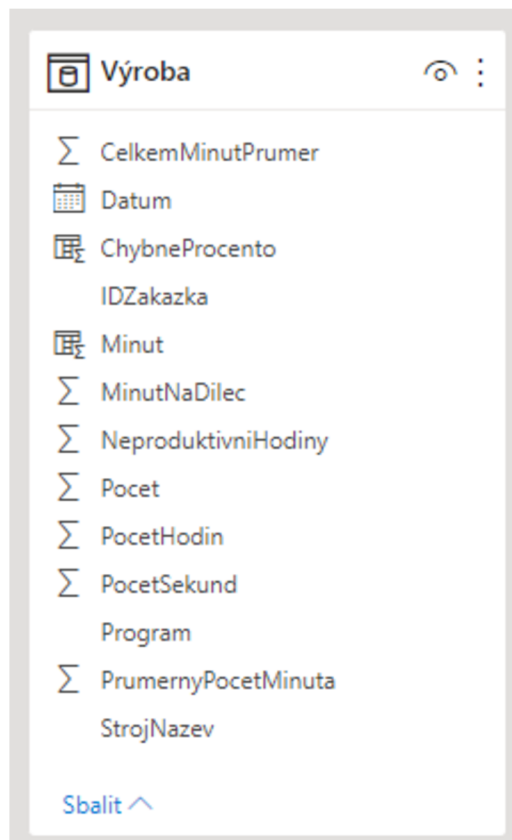 Výroba
CelkemMinutPrumer
Datum
ChybneProcento
IDZakazka
Minut
MinutNaDilec
NeproduktivniHodiny
Pocet
PocetHodin
PocetSekund
Program
PrumernyPocetMinuta
StrojNazev
Sbalit